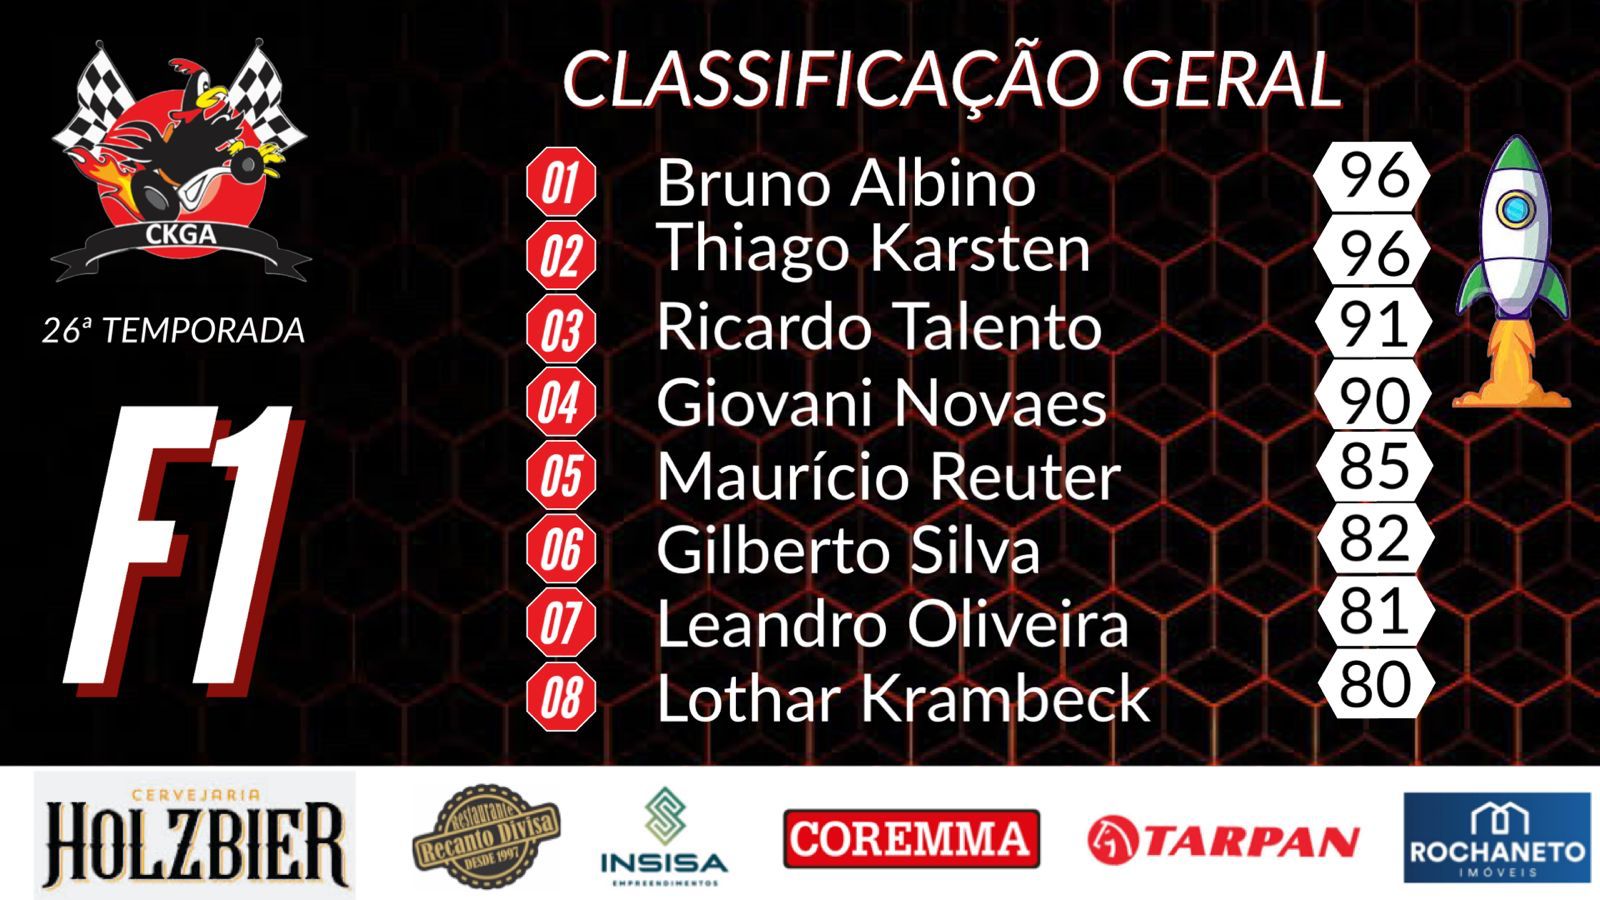 CLASSIFICAÇÃO GERAL
CKGA
26ª TEMPORADA
F1
01 Bruno Albino 96
02 Thiago Karsten 96
03 Ricardo Talento 91
04 Giovani Novaes 90
05 Maurício Reuter 85
06 Gilberto Silva 82
07 Leandro Oliveira 81
08 Lothar Krambeck 80
CERVEJARIA
HOLZBIER
Restaurante
Recanto Divisa
DESDE 1997
INSISA
EMPREENDIMENTOS
COREMMA
TARPAN
ROCHANETO
IMÓVEIS